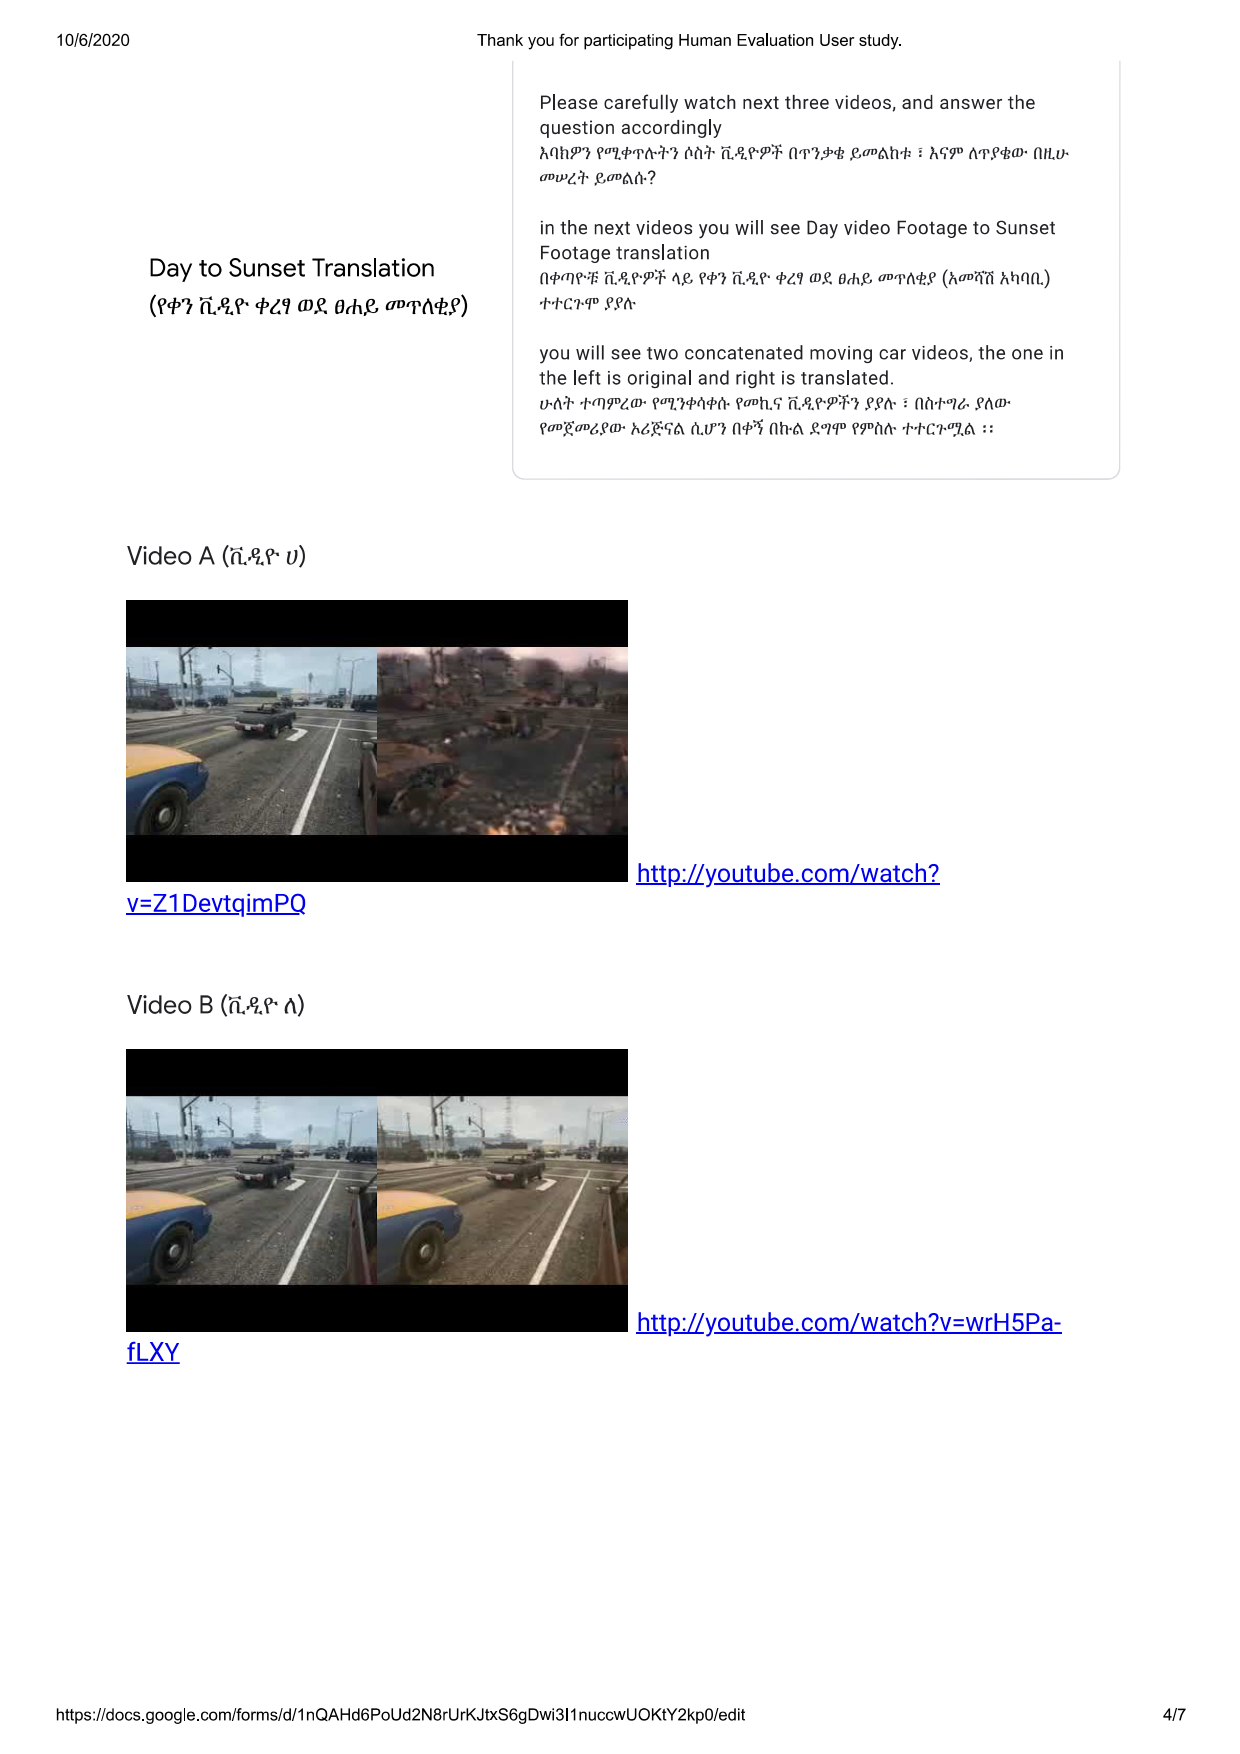 10/6/2020
Thank you for participating Human Evaluation User study.
Day to Sunset Translation
(የቀን ቪዲዮ ቀረፃ ወደ ፀሐይ መጥለቂያ)
Please carefully watch next three videos, and answer the
question accordingly
እባክዎን የሚቀጥሉትን ሶስት ቪዲዮዎች በጥንቃቄ ይመልከቱ ፣ እናም ለጥያቄው በዚሁ
መሠረት ይመልሱ?
in the next videos you will see Day video Footage to Sunset
Footage translation
በቀጣዮቹ ቪዲዮዎች ላይ የቀን ቪዲዮ ቀረፃ ወደ ፀሐይ መጥለቂያ (አመሻሽ አካባቢ)
ተተርጉሞ ያያሉ
you will see two concatenated moving car videos, the one in
the left is original and right is translated.
ሁለት ተጣምረው የሚንቀሳቀሱ የመኪና ቪዲዮዎችን ያያሉ ፣ በስተግራ ያለው
የመጀመሪያው ኦሪጅናል ሲሆን በቀኝ በኩል ደግሞ የምስሉ ተተርጉሟል ፡፡
Video A (ቪዲዮ ሀ)
http://youtube.com/watch?
v=Z1DevtqimPQ
Video B (ቪዲዮ ለ)
http://youtube.com/watch?v=wrH5Pa-
fLXY
https://docs.google.com/forms/d/1nQAHd6PoUd2N8rUrKJtxS6gDwi3I1nuccwUOKtY2kp0/edit
4/7